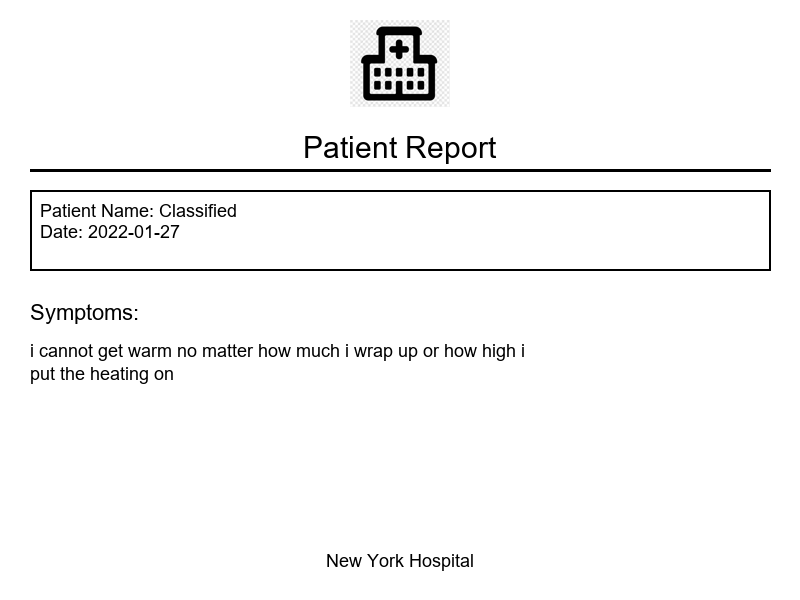 Patient Report
Patient Name: Classified
Date: 2022-01-27
Symptoms:
i cannot get warm no matter how much i wrap up or how high i
put the heating on
New York Hospital